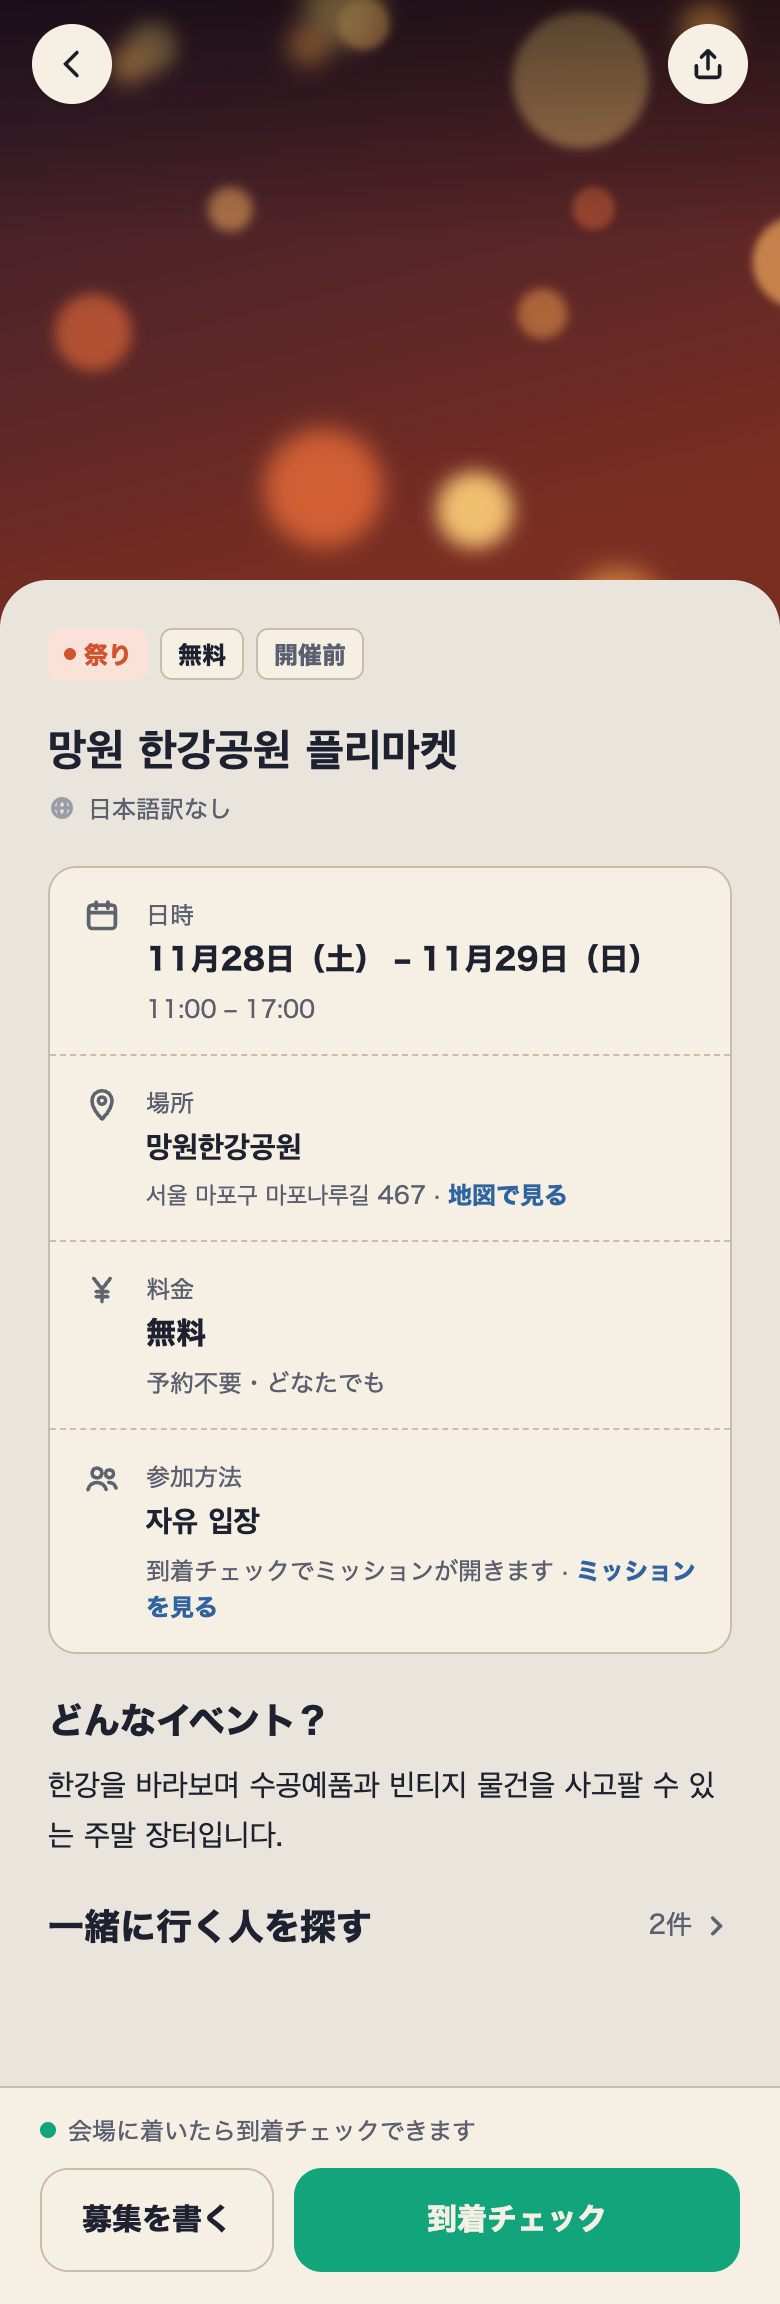 祭り
無料
開催前
망원 한강공원 플리마켓
日本語訳なし
日時
11月28日（土） – 11月29日（日）
11:00 – 17:00
場所
망원한강공원
서울 마포구 마포나루길 467 · 地図で見る
料金
無料
予約不要・どなたでも
参加方法
자유 입장
到着チェックでミッションが開きます · ミッション
を見る
どんなイベント？
한강을 바라보며 수공예품과 빈티지 물건을 사고팔 수 있
는 주말 장터입니다.
一緒に行く人を探す
2件
会場に着いたら到着チェックできます
募集を書く
到着チェック